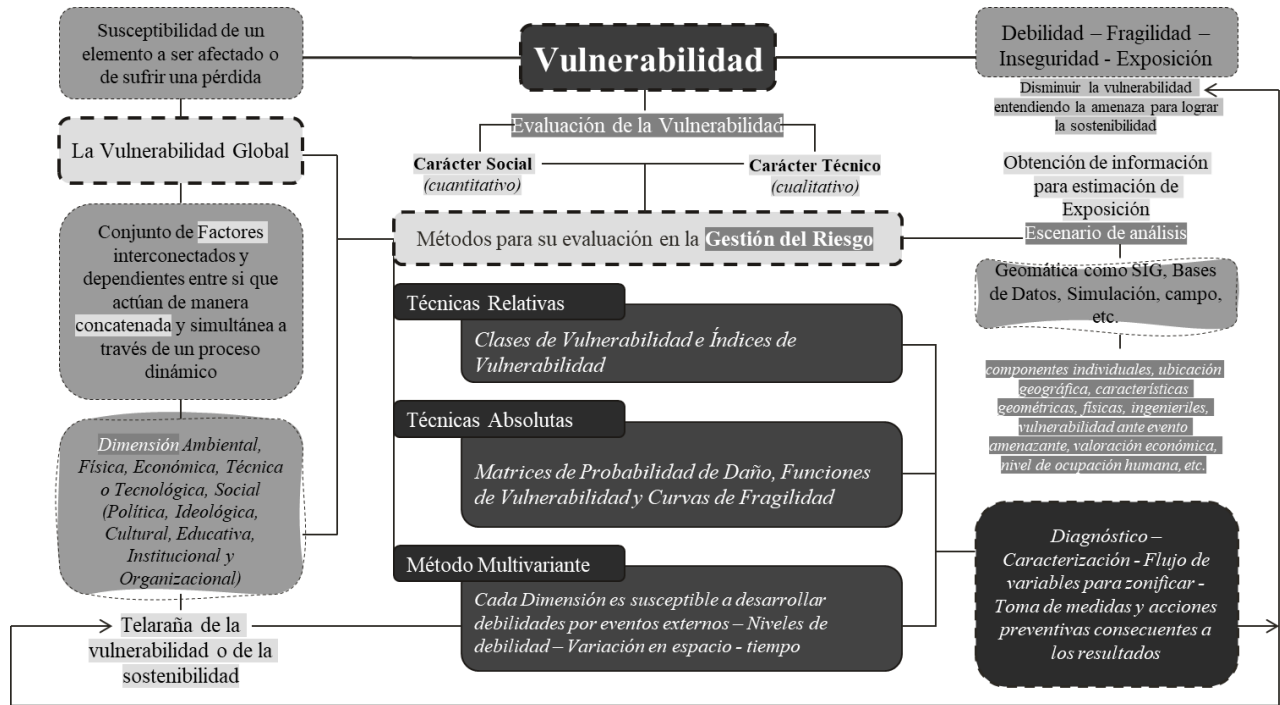 Vulnerabilidad
Susceptibilidad de un
elemento a ser afectado o
de sufrir una pérdida
La Vulnerabilidad Global
Conjunto de Factores
interconectados y
dependientes entre si que
actúan de manera
concatenada y simultánea a
través de un proceso
dinámico
Dimensión Ambiental,
Física, Económica, Técnica
o Tecnológica, Social
(Política, Ideológica,
Cultural, Educativa,
Institucional y
Organizacional)
Telaraña de la
vulnerabilidad o de la
sostenibilidad
Evaluación de la Vulnerabilidad
Carácter Social
(cuantitativo)
Carácter Técnico
(cualitativo)
Métodos para su evaluación en la Gestión del Riesgo
Técnicas Relativas
Clases de Vulnerabilidad e Índices de
Vulnerabilidad
Técnicas Absolutas
Matrices de Probabilidad de Daño, Funciones
de Vulnerabilidad y Curvas de Fragilidad
Método Multivariante
Cada Dimensión es susceptible a desarrollar
debilidades por eventos externos – Niveles de
debilidad – Variación en espacio - tiempo
Debilidad – Fragilidad –
Inseguridad - Exposición
Disminuir la vulnerabilidad
entendiendo la amenaza para lograr
la sostenibilidad
Obtención de información
para estimación de
Exposición
Escenario de análisis
Geomática como SIG, Bases
de Datos, Simulación, campo,
etc.
componentes individuales, ubicación
geográfica, características
geométricas, físicas, ingenieriles,
vulnerabilidad ante evento
amenazante, valoración económica,
nivel de ocupación humana, etc.
Diagnóstico –
Caracterización - Flujo de
variables para zonificar -
Toma de medidas y acciones
preventivas consecuentes a
los resultados